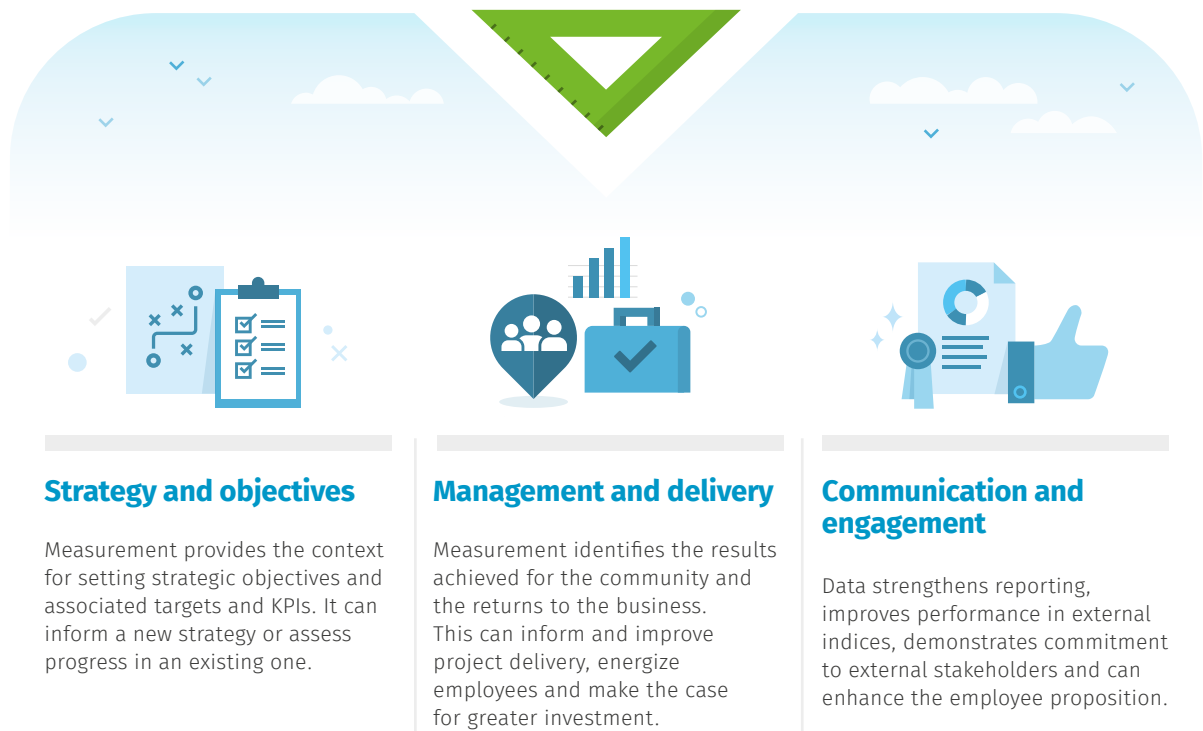 Strategy and objectives
Measurement provides the context
for setting strategic objectives and
associated targets and KPIs. It can
inform a new strategy or assess
progress in an existing one.
Management and delivery
Measurement identifies the results
achieved for the community and
the returns to the business.
This can inform and improve
project delivery, energize
employees and make the case
for greater investment.
Communication and
engagement
Data strengthens reporting,
improves performance in external
indices, demonstrates commitment
to external stakeholders and can
enhance the employee proposition.